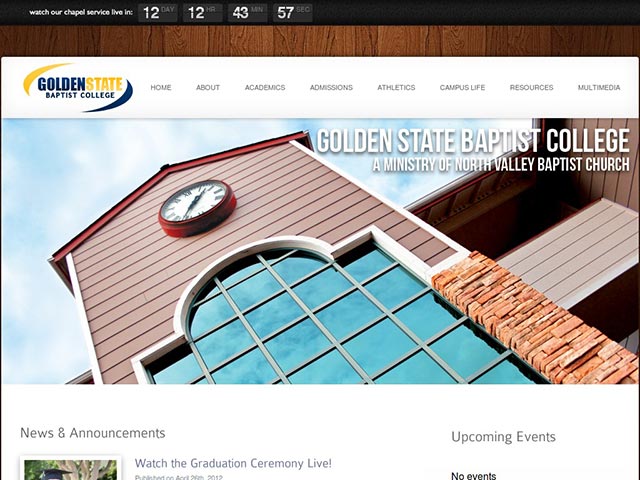 watch our chapel service live in: 12 DAY 12 HR 43 MIN 57 SEC
GOLDENSTATE
BAPTIST COLLEGE
HOME ABOUT ACADEMICS ADMISSIONS ATHLETICS CAMPUS LIFE RESOURCES MULTIMEDIA
GOLDEN STATE BAPTIST COLLEGE
A MINISTRY OF NORTH VALLEY BAPTIST CHURCH
News & Announcements
Upcoming Events
Watch the Graduation Ceremony Live!
Published on April 26th, 2012
No events